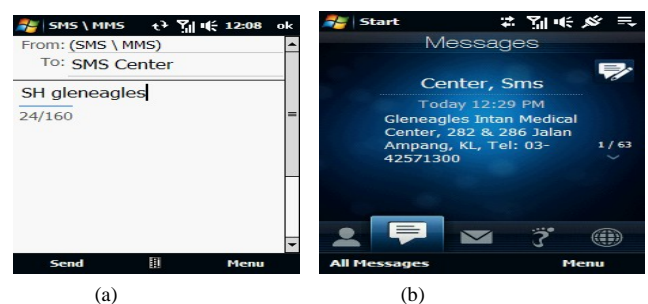 SMS \ MMS 12:08 ok
From: (SMS \ MMS)
To: SMS Center
SH gleneagles
24/160
Send Menu
(a)
Start
Messages
Center, Sms
Today 12:29 PM
Gleneagles Intan Medical
Center, 282 & 286 Jalan
Ampang, KL, Tel: 03-
42571300
1 / 63
All Messages Menu
(b)